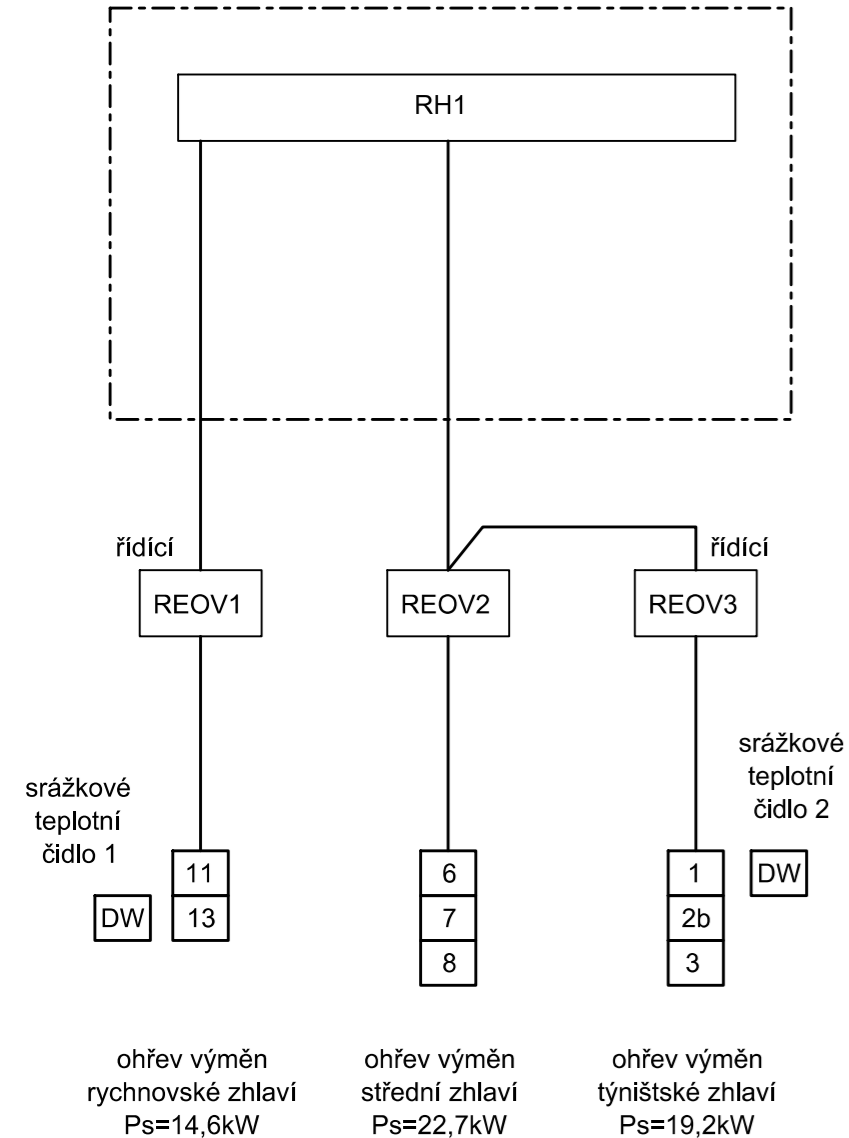 RH1
řídící
řídící
REOV1
REOV2
REOV3
srážkové
teplotní
čidlo 2
srážkové
teplotní
čidlo 1
11
6
1
DW
DW
13
7
2b
8
3
ohřev výměn
rychnovské zhlaví
Ps=14,6kW
ohřev výměn
střední zhlaví
Ps=22,7kW
ohřev výměn
týništské zhlaví
Ps=19,2kW